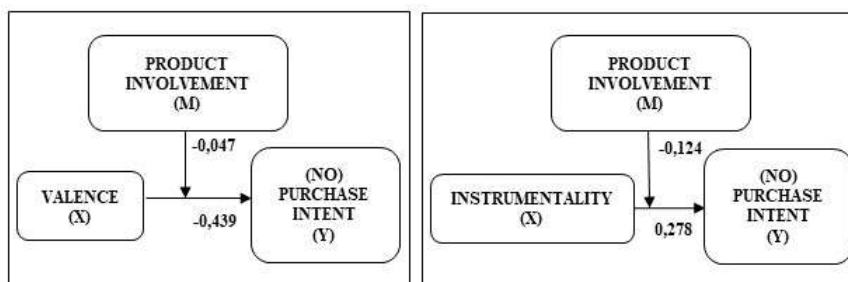 PRODUCT
INVOLVEMENT
(M)
-0,047
VALENCE
(X)
-0,439
(NO)
PURCHASE
INTENT
(Y)
PRODUCT
INVOLVEMENT
(M)
-0,124
INSTRUMENTALITY
(X)
0,278
(NO)
PURCHASE
INTENT
(Y)